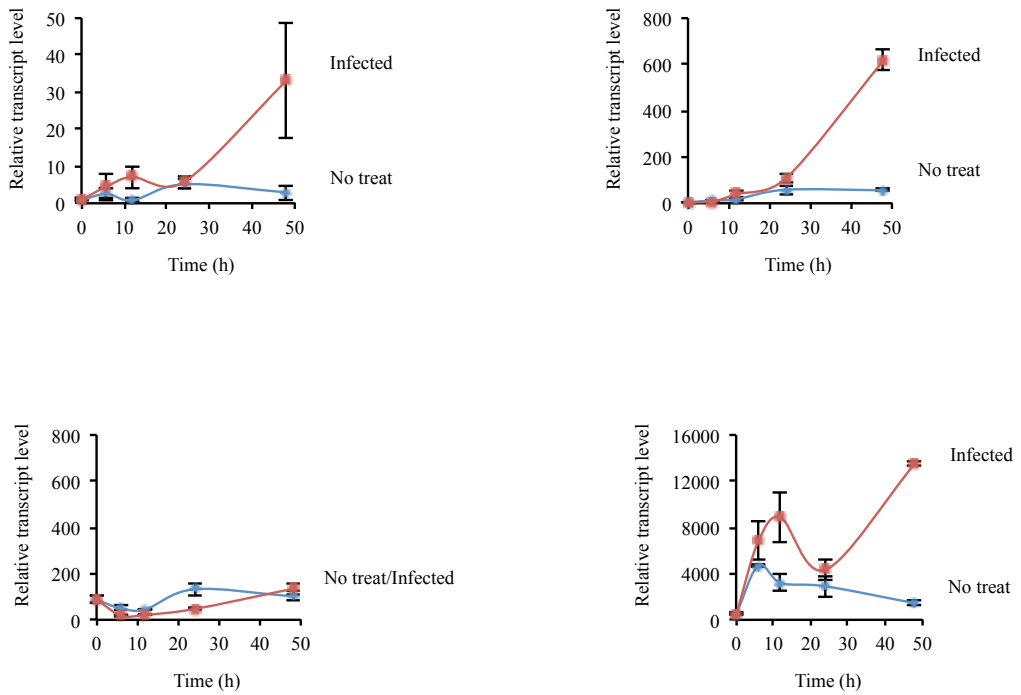 Relative transcript level
50
40
30
20
10
0
0 10 20 30 40 50
Time (h)
Infected
No treat
Relative transcript level
800
600
400
200
0
0 10 20 30 40 50
Time (h)
Infected
No treat
Relative transcript level
800
600
400
200
0
0 10 20 30 40 50
Time (h)
No treat/Infected
Relative transcript level
16000
12000
8000
4000
0
0 10 20 30 40 50
Time (h)
Infected
No treat